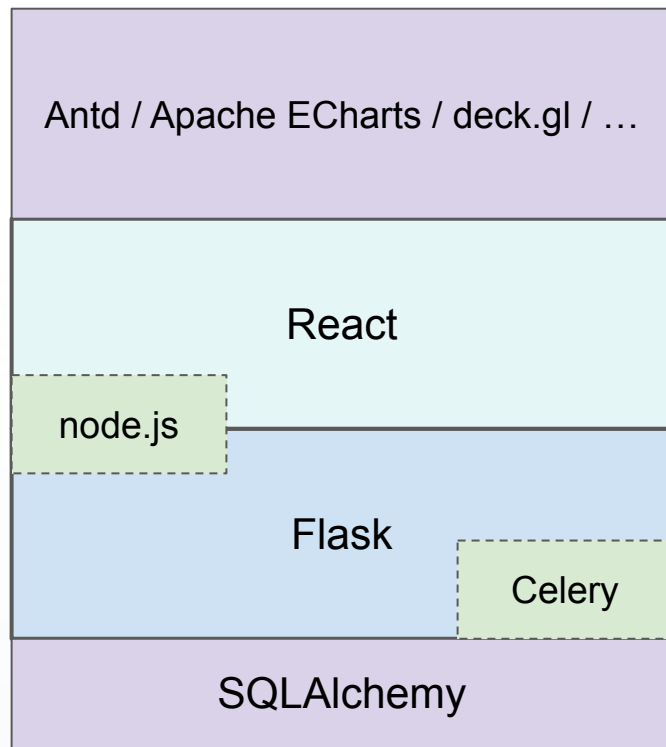 Antd / Apache ECharts / deck.gl / …
React
node.js
Flask
Celery
SQLAlchemy